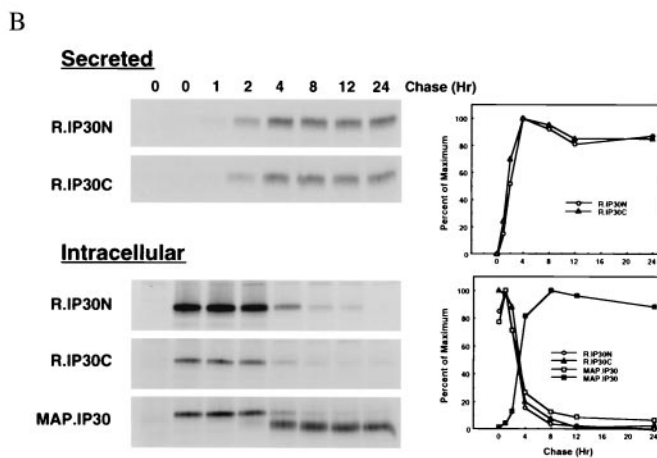 B
Secreted
0 0 1 2 4 8 12 24 Chase (Hr)
R.IP30N
R.IP30C
Intracellular
R.IP30N
R.IP30C
MAP.IP30
Percent of Maximum
100
80
60
40
20
0
0 4 8 12 16 20 24
R.IP30N
R.IP30C
Percent of Maximum
100
80
60
40
20
0
R.IP30N
R.IP30C
MAP.IP30
MAP.IP30
0 4 8 12 16 20 24
Chase (Hr)